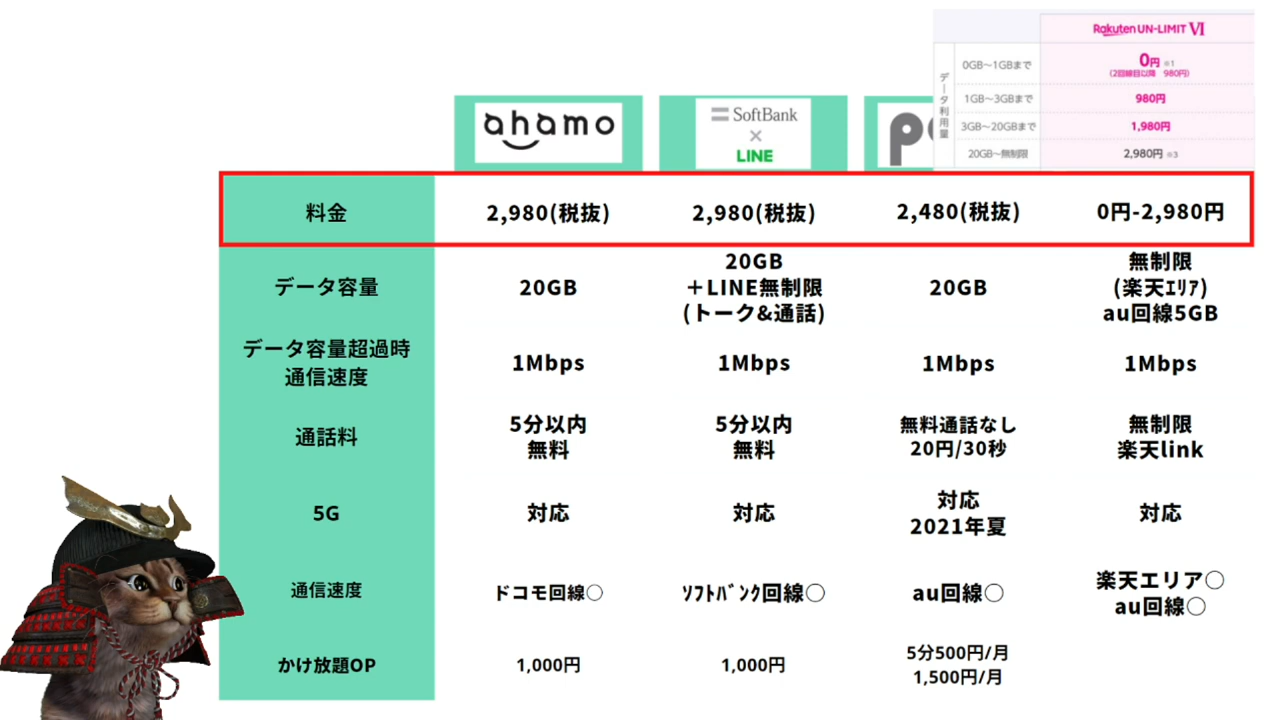 Rakuten UN-LIMIT VI
データ利用量
0GB〜1GBまで
0円 ※1
(2回線目以降 980円)
1GB〜3GBまで
980円
3GB〜20GBまで
1,980円
20GB〜無制限
2,980円 ※3
ahamo
SoftBank
×
LINE
料金
2,980(税抜)
2,980(税抜)
2,480(税抜)
0円-2,980円
データ容量
20GB
20GB
＋LINE無制限
(トーク&通話)
20GB
無制限
(楽天ｴﾘｱ)
au回線5GB
データ容量超過時
通信速度
1Mbps
1Mbps
1Mbps
1Mbps
通話料
5分以内
無料
5分以内
無料
無料通話なし
20円/30秒
無制限
楽天link
5G
対応
対応
対応
2021年夏
対応
通信速度
ドコモ回線○
ｿﾌﾄﾊﾞﾝｸ回線○
au回線○
楽天エリア○
au回線○
かけ放題OP
1,000円
1,000円
5分500円/月
1,500円/月